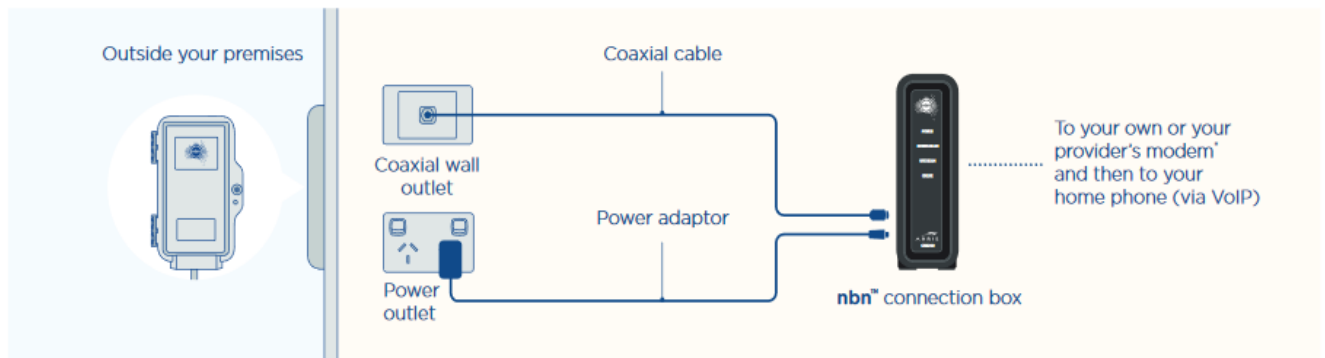 Outside your premises
Coaxial cable
Coaxial wall
outlet
Power adaptor
Power
outlet
nbn™ connection box
To your own or your
provider's modem*
and then to your
home phone (via VoIP)
ARRIS